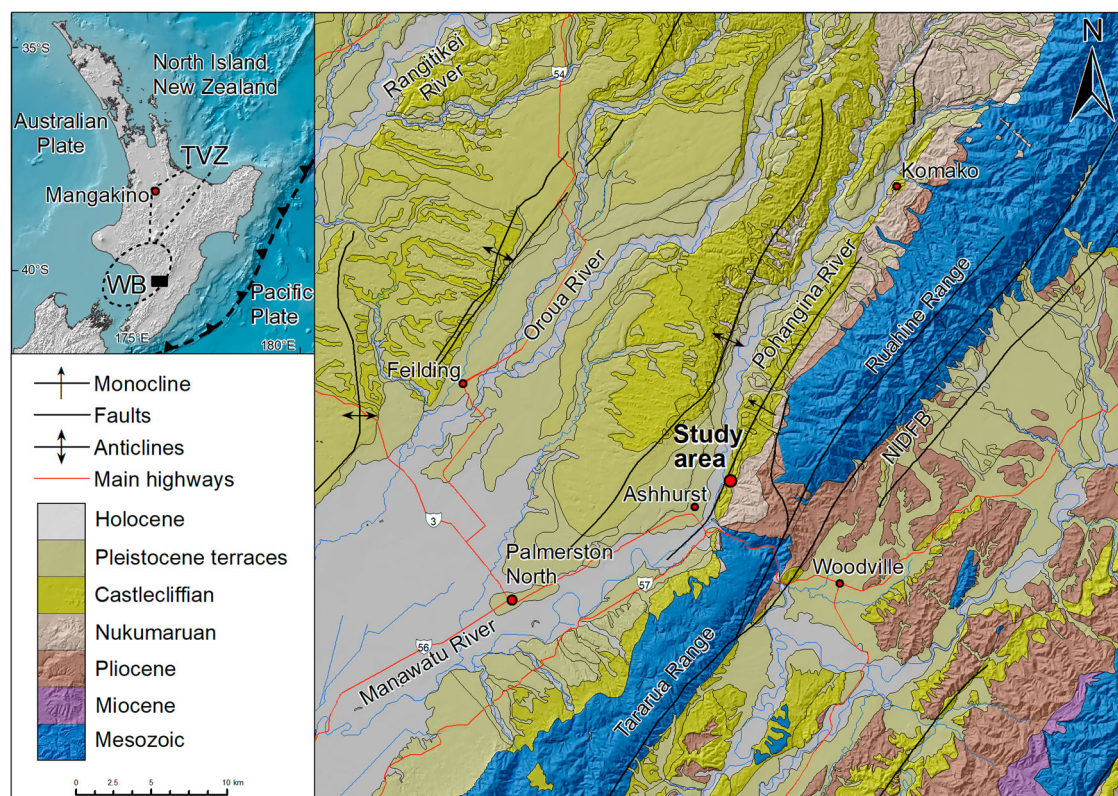 35°S
North Island
New Zealand
Australian
Plate
TVZ
Mangakino
40°S
WB
Pacific
Plate
175°E
180°E
Monocline
Faults
Anticlines
Main highways
Holocene
Pleistocene terraces
Castlecliffian
Nukumaruan
Pliocene
Miocene
Mesozoic
0 2.5 5 10 km
N
54
Rangitikei
River
Komako
Oroua River
Pohangina River
Ruahine Range
Feilding
NIDFB
Study
area
Ashhurst
3
Palmerston
North
57
Woodville
56
Manawatu River
Tararua Range